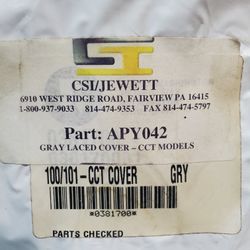 CSI/JEWETT
6910 WEST RIDGE ROAD, FAIRVIEW PA 16415
1-800-937-9033 814-474-9353 FAX 814-474-5797
Part: APY042
GRAY LACED COVER – CCT MODELS
100/101-CCT COVER GRY
*0381700*
PARTS CHECKED